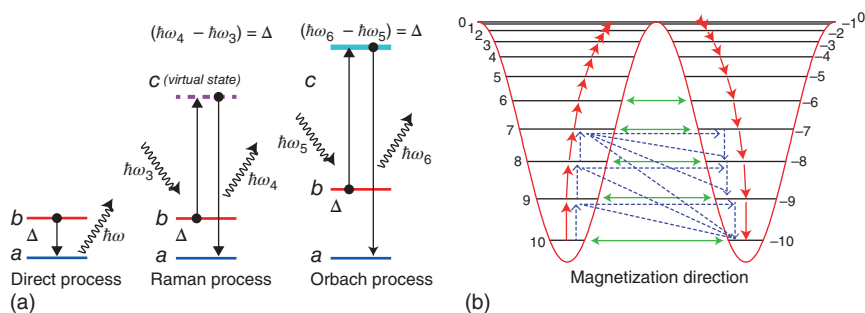 (ħω₄ − ħω₃) = Δ
(ħω₆ − ħω₅) = Δ
c (virtual state)
c
ħω₃
ħω₄
ħω₅
ħω₆
b
Δ
ħω
a
b
Δ
a
b
Δ
a
Direct process
Raman process
Orbach process
(a)
0
1
2
3
4
5
6
7
8
9
10
0
−1
−2
−3
−4
−5
−6
−7
−8
−9
−10
Magnetization direction
(b)